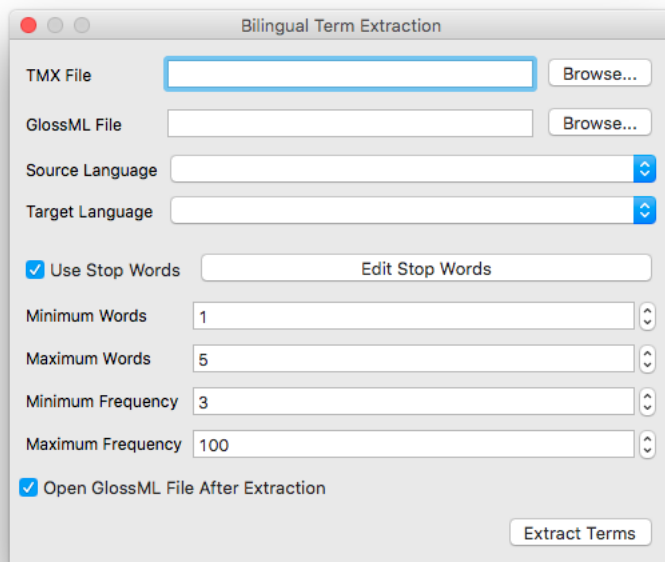 Bilingual Term Extraction
TMX File Browse...
GlossML File Browse...
Source Language
Target Language
Use Stop Words Edit Stop Words
Minimum Words 1
Maximum Words 5
Minimum Frequency 3
Maximum Frequency 100
Open GlossML File After Extraction
Extract Terms